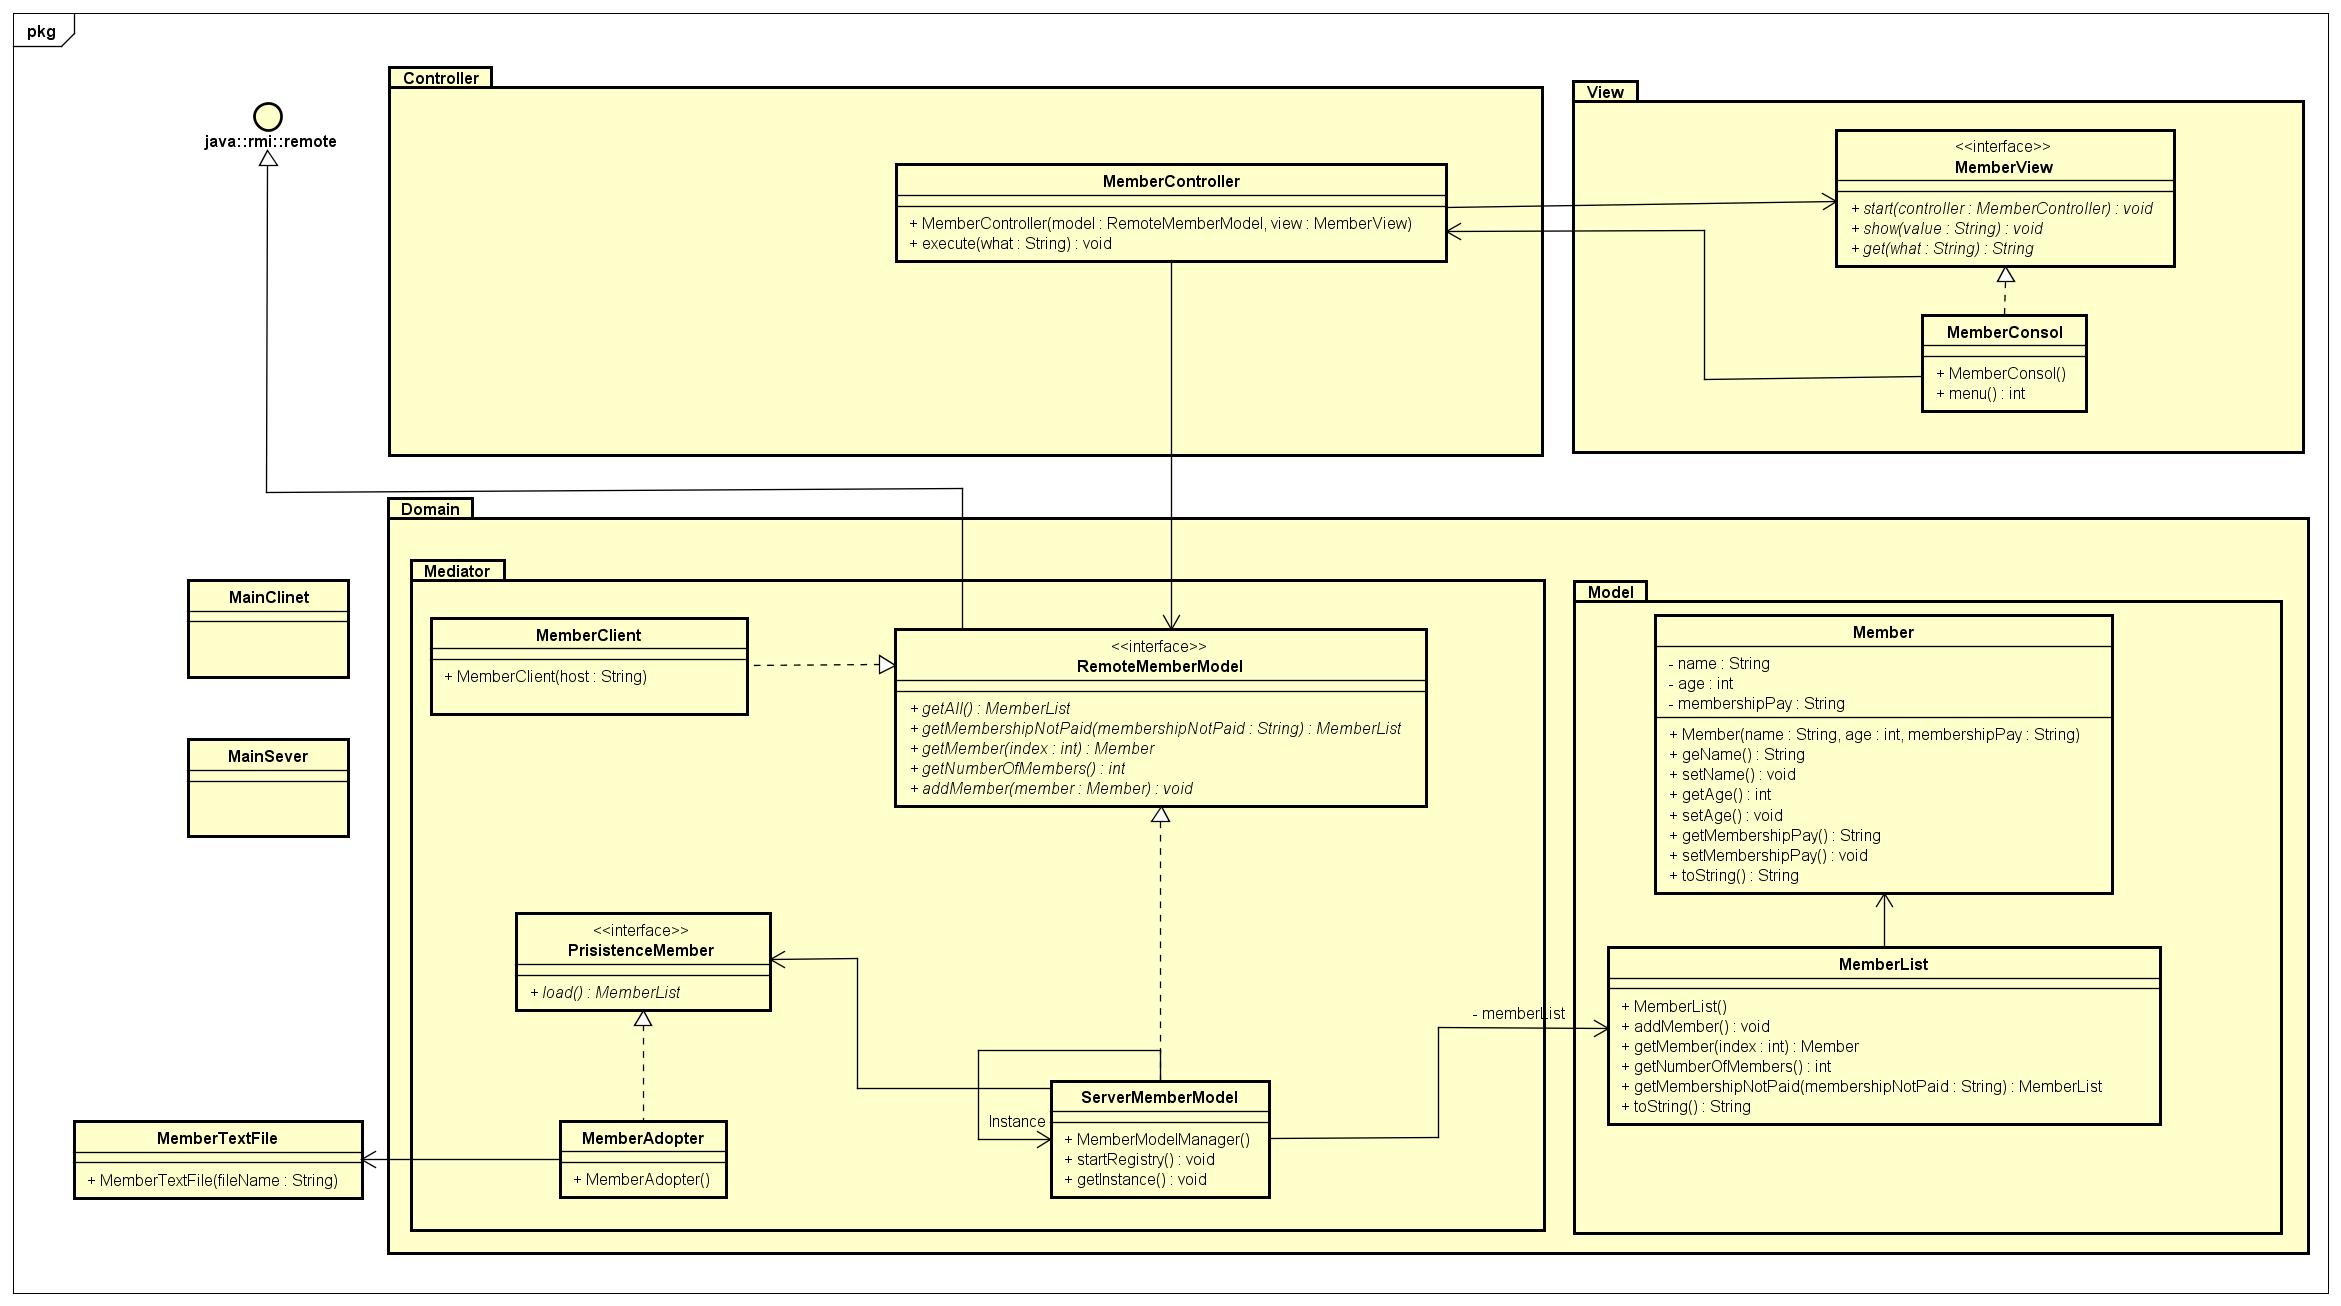 pkg
Controller
View
java::rmi::remote
MemberController
+ MemberController(model : RemoteMemberModel, view : MemberView)
+ execute(what : String) : void
<<interface>>
MemberView
+ start(controller : MemberController) : void
+ show(value : String) : void
+ get(what : String) : String
MemberConsol
+ MemberConsol()
+ menu() : int
Domain
Mediator
Model
MainClinet
MainSever
MemberClient
+ MemberClient(host : String)
<<interface>>
RemoteMemberModel
+ getAll() : MemberList
+ getMembershipNotPaid(membershipNotPaid : String) : MemberList
+ getMember(index : int) : Member
+ getNumberOfMembers() : int
+ addMember(member : Member) : void
Member
- name : String
- age : int
- membershipPay : String
+ Member(name : String, age : int, membershipPay : String)
+ geName() : String
+ setName() : void
+ getAge() : int
+ setAge() : void
+ getMembershipPay() : String
+ setMembershipPay() : void
+ toString() : String
<<interface>>
PrisistenceMember
+ load() : MemberList
- memberList
MemberList
+ MemberList()
+ addMember() : void
+ getMember(index : int) : Member
+ getNumberOfMembers() : int
+ getMembershipNotPaid(membershipNotPaid : String) : MemberList
+ toString() : String
Instance
ServerMemberModel
+ MemberModelManager()
+ startRegistry() : void
+ getInstance() : void
MemberTextFile
+ MemberTextFile(fileName : String)
MemberAdopter
+ MemberAdopter()